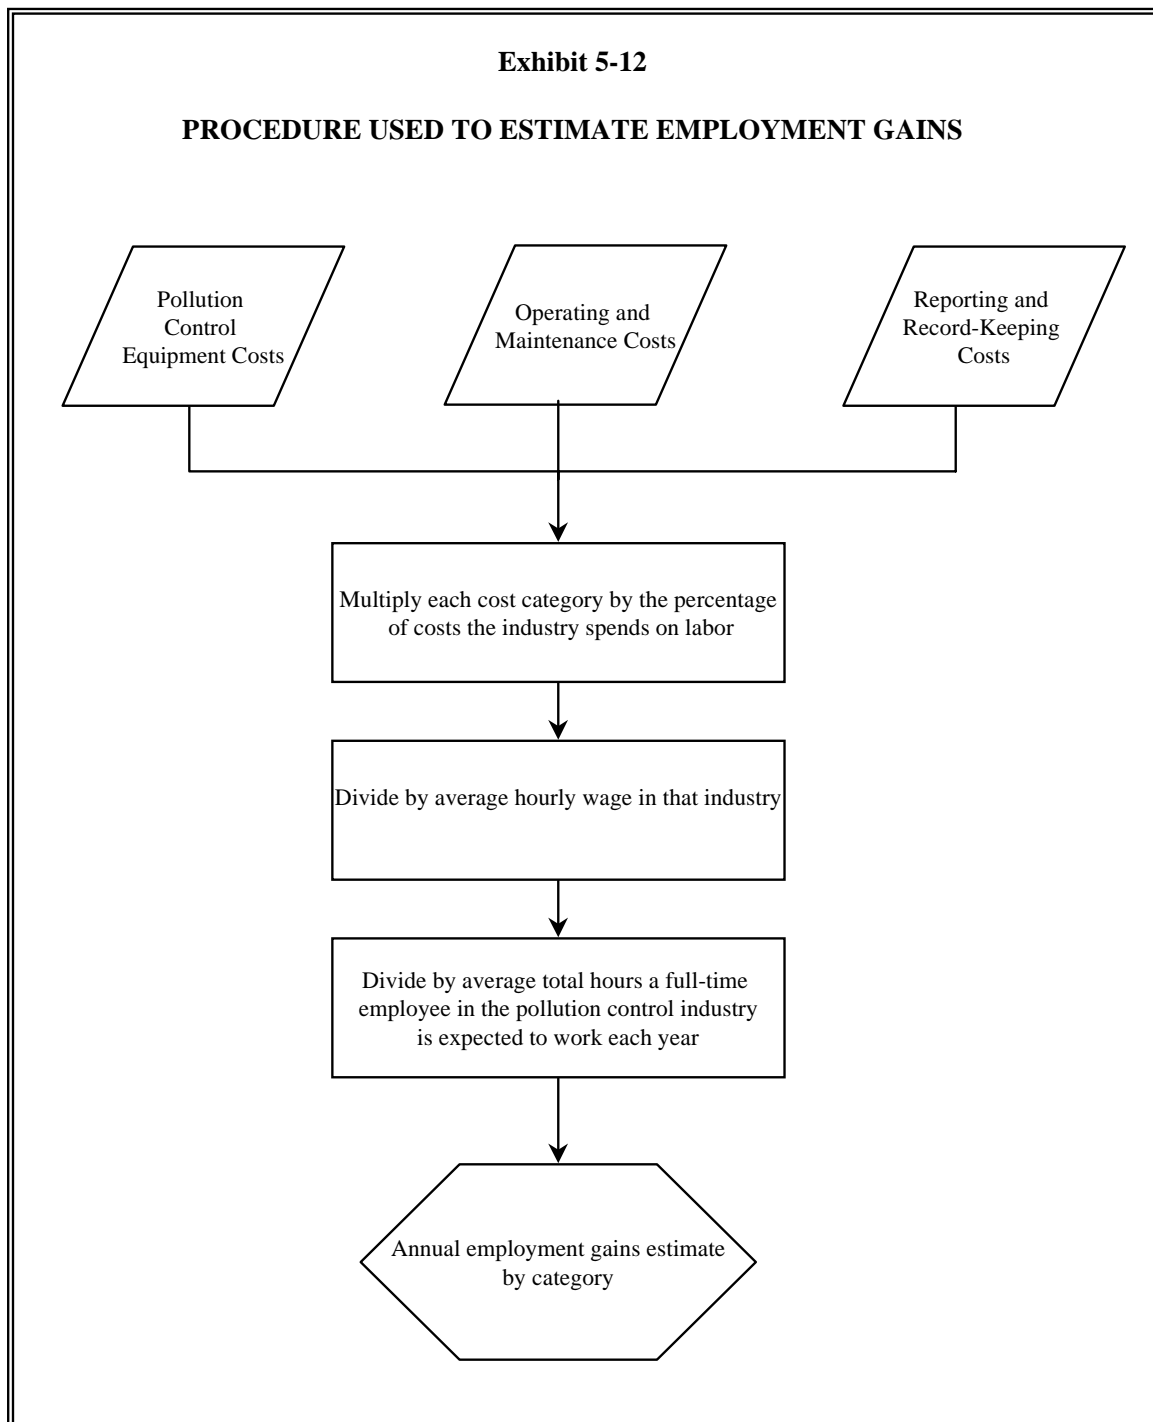 Exhibit 5-12
PROCEDURE USED TO ESTIMATE EMPLOYMENT GAINS
Pollution
Control
Equipment Costs
Operating and
Maintenance Costs
Reporting and
Record-Keeping
Costs
Multiply each cost category by the percentage
of costs the industry spends on labor
Divide by average hourly wage in that industry
Divide by average total hours a full-time
employee in the pollution control industry
is expected to work each year
Annual employment gains estimate
by category